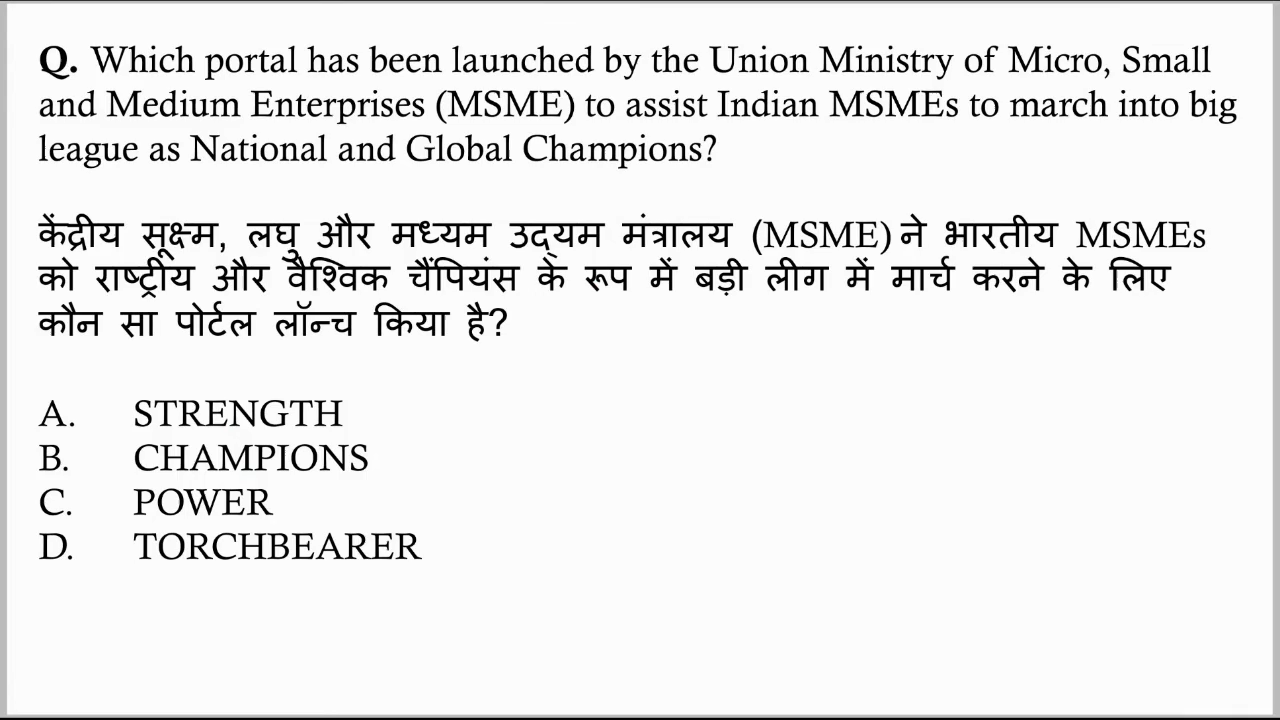 Q. Which portal has been launched by the Union Ministry of Micro, Small
and Medium Enterprises (MSME) to assist Indian MSMEs to march into big
league as National and Global Champions?
केंद्रीय सूक्ष्म, लघु और मध्यम उद्यम मंत्रालय (MSME) ने भारतीय MSMEs
को राष्ट्रीय और वैश्विक चैंपियंस के रूप में बड़ी लीग में मार्च करने के लिए
कौन सा पोर्टल लॉन्च किया है?
A. STRENGTH
B. CHAMPIONS
C. POWER
D. TORCHBEARER